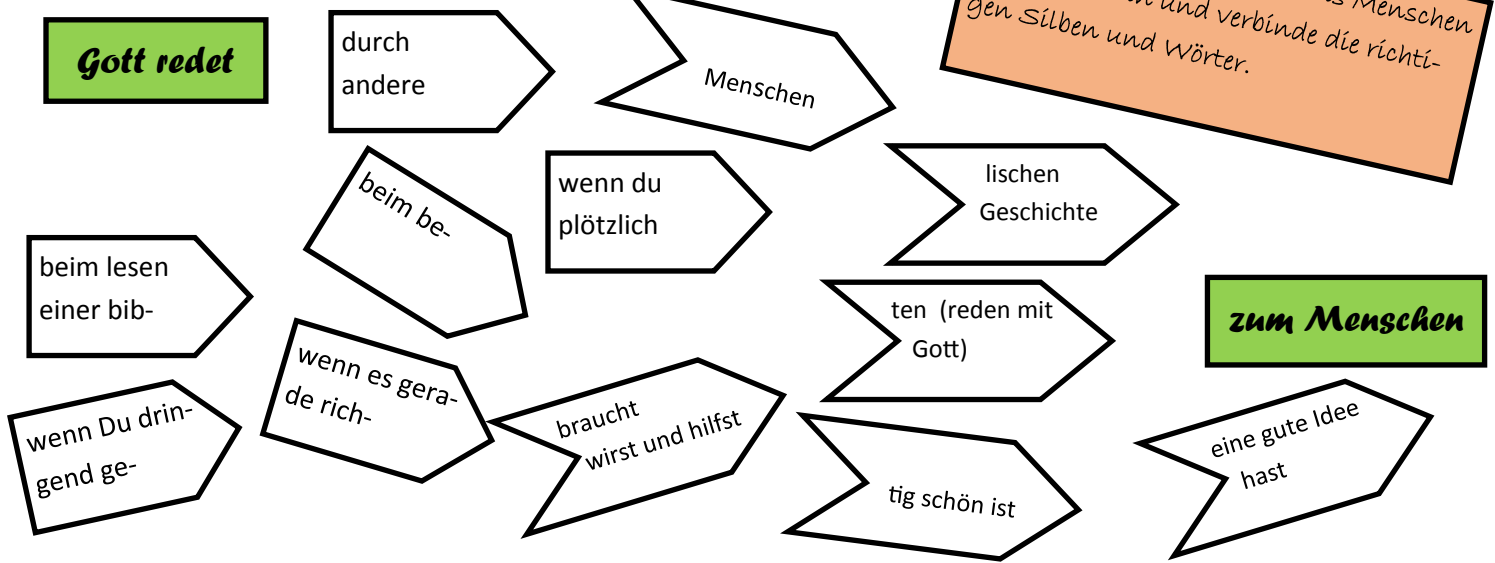 Gott redet
durch
andere
Menschen
Menschen
gen Silben und Wörter.
und verbinde die richti-
beim be-
wenn du
plötzlich
lischen
Geschichte
beim lesen
einer bib-
ten (reden mit
Gott)
zum Menschen
wenn es gera-
de rich-
wenn Du drin-
gend ge-
braucht
wirst und hilfst
tig schön ist
eine gute Idee
hast